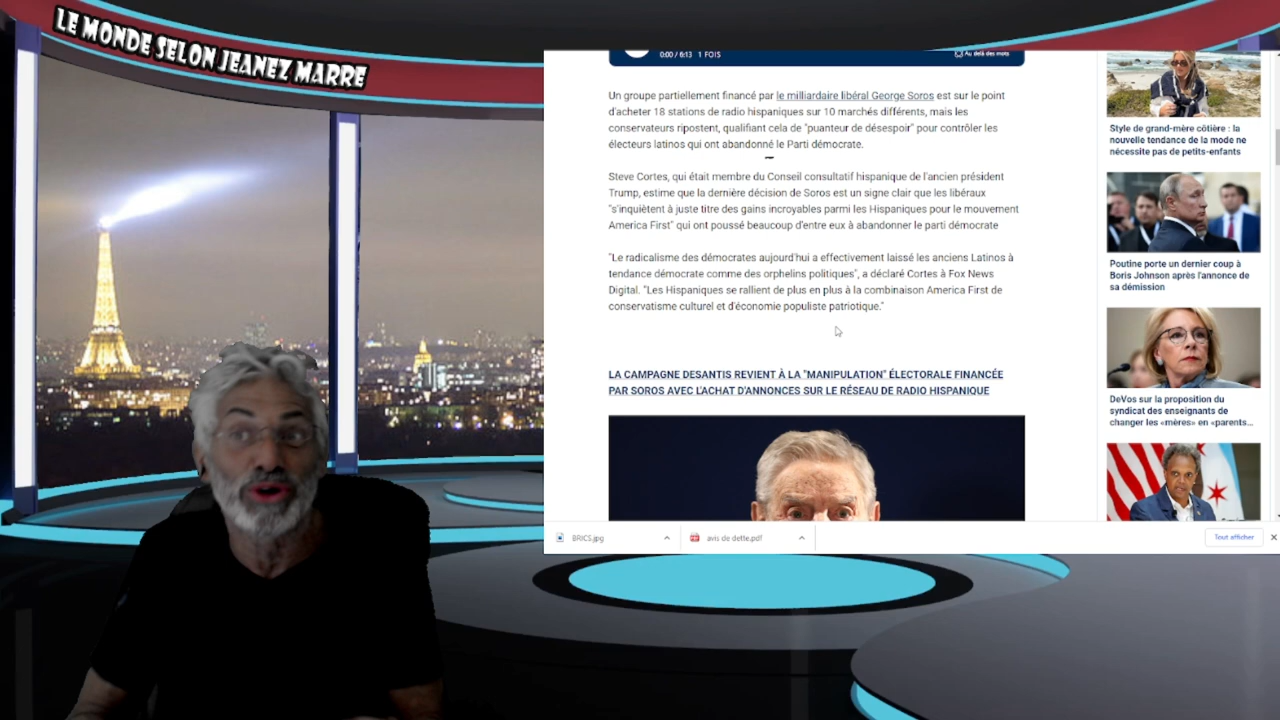 LE MONDE SELON JEANEZ MARRE
0:00 / 6:13 1 FOIS
Au delà des mots
Un groupe partiellement financé par le milliardaire libéral George Soros est sur le point
d'acheter 18 stations de radio hispaniques sur 10 marchés différents, mais les
conservateurs ripostent, qualifiant cela de "puanteur de désespoir" pour contrôler les
électeurs latinos qui ont abandonné le Parti démocrate.
Steve Cortes, qui était membre du Conseil consultatif hispanique de l'ancien président
Trump, estime que la dernière décision de Soros est un signe clair que les libéraux
"s'inquiètent à juste titre des gains incroyables parmi les Hispaniques pour le mouvement
America First" qui ont poussé beaucoup d'entre eux à abandonner le parti démocrate
"Le radicalisme des démocrates aujourd'hui a effectivement laissé les anciens Latinos à
tendance démocrate comme des orphelins politiques", a déclaré Cortes à Fox News
Digital. "Les Hispaniques se rallient de plus en plus à la combinaison America First de
conservatisme culturel et d'économie populiste patriotique."
LA CAMPAGNE DESANTIS REVIENT À LA "MANIPULATION" ÉLECTORALE FINANCÉE
PAR SOROS AVEC L'ACHAT D'ANNONCES SUR LE RÉSEAU DE RADIO HISPANIQUE
Style de grand-mère côtière : la
nouvelle tendance de la mode ne
nécessite pas de petits-enfants
Poutine porte un dernier coup à
Boris Johnson après l'annonce de
sa démission
DeVos sur la proposition du
syndicat des enseignants de
changer les «mères» en «parents...
BRICS.jpg
avis de dette.pdf
Tout afficher